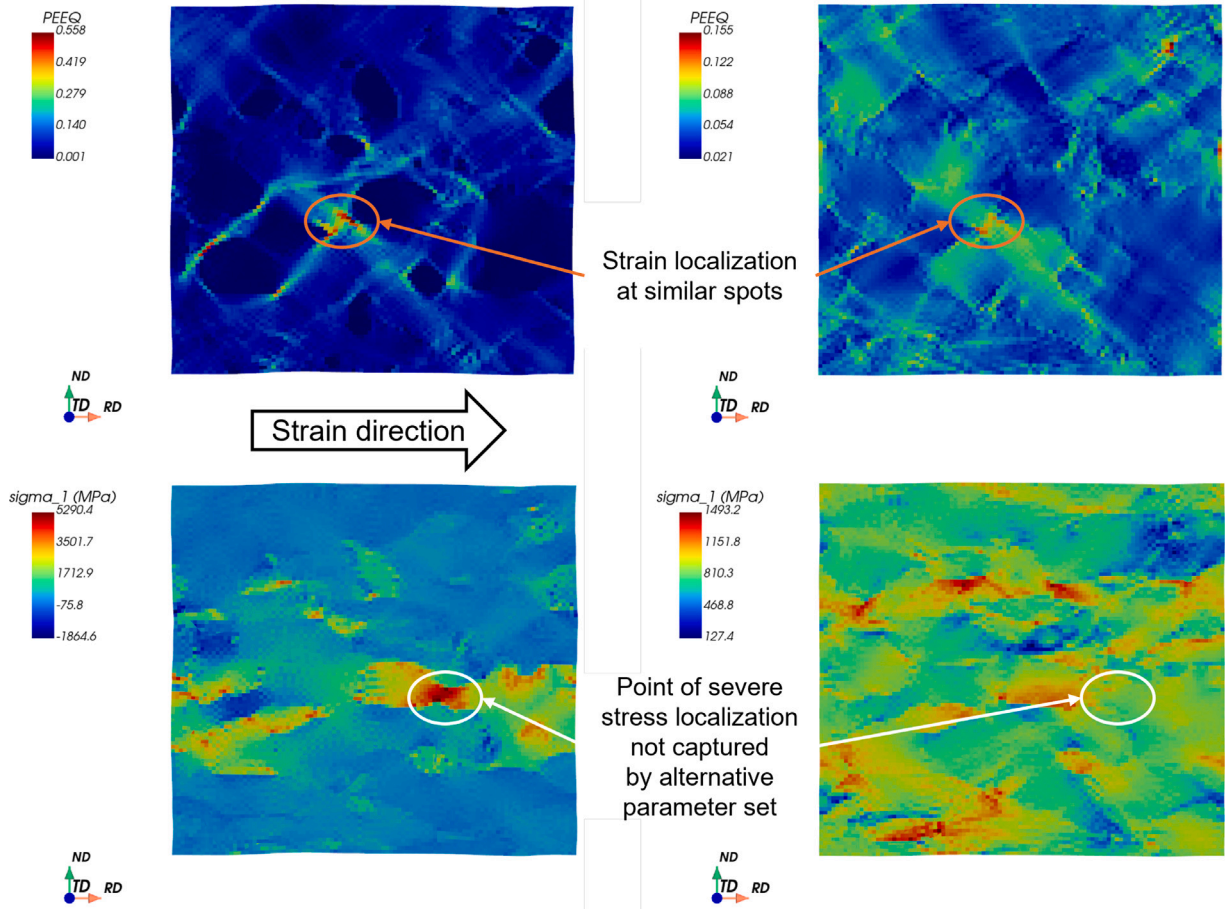 PEEQ
0.558
0.419
0.279
0.140
0.001
PEEQ
0.155
0.122
0.088
0.054
0.021
Strain localization
at similar spots
ND
TD RD
ND
TD RD
Strain direction
sigma_1 (MPa)
5290.4
3501.7
1712.9
-75.8
-1864.6
sigma_1 (MPa)
1493.2
1151.8
810.3
468.8
127.4
Point of severe
stress localization
not captured
by alternative
parameter set
ND
TD RD
ND
TD RD